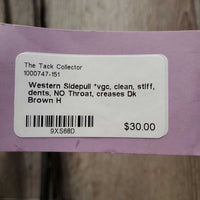 The Tack Collector
1000747-151
Western Sidepull *vgc, clean, stiff,
dents, NO Throat, creases Dk
Brown H
9XS68D
$30.00